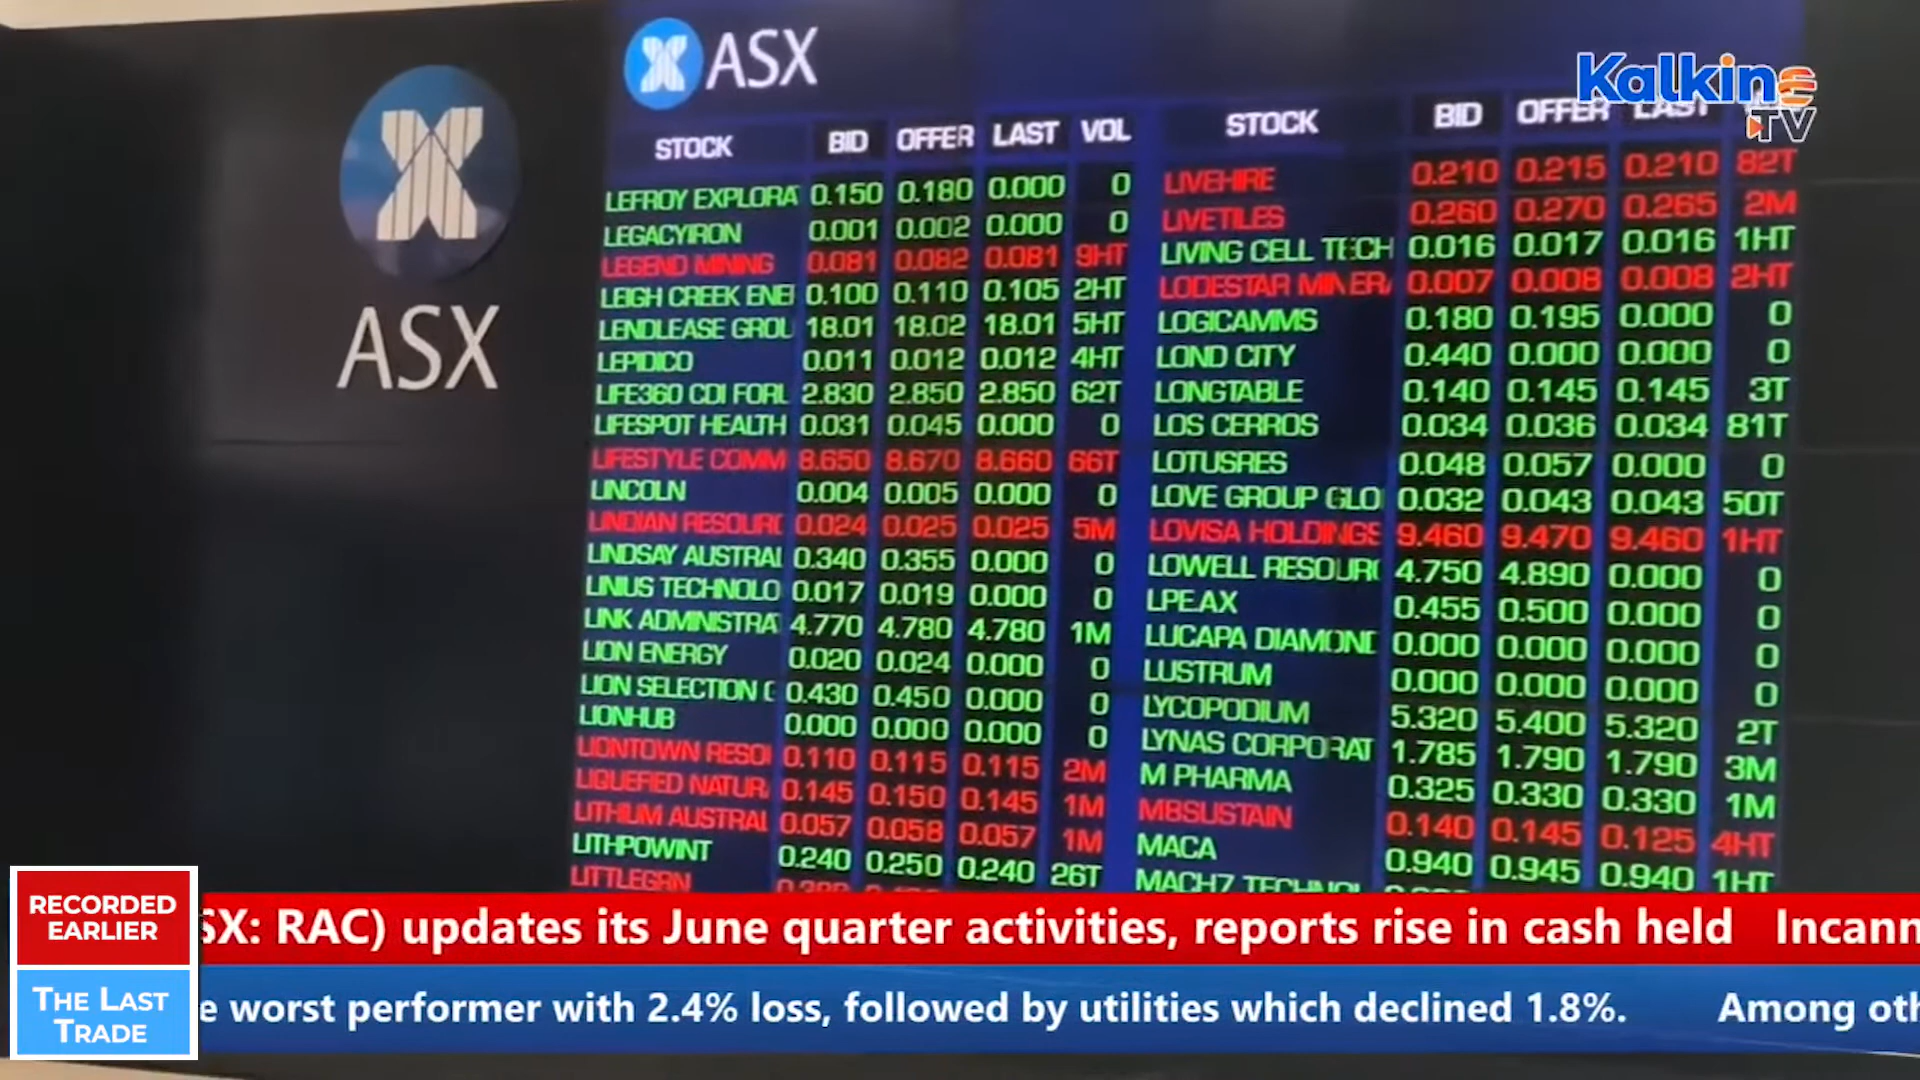 ASX
ASX
Kalkine
TV
STOCK BID OFFER LAST VOL
LEFROY EXPLORAT 0.150 0.180 0.000 0
LEGACYIRON 0.001 0.002 0.000 0
LEGEND MINING 0.081 0.082 0.081 9HT
LEIGH CREEK ENE 0.100 0.110 0.105 2HT
LENDLEASE GROU 18.01 18.02 18.01 5HT
LEPIDICO 0.011 0.012 0.012 4HT
LIFE360 CDI FORU 2.830 2.850 2.850 62T
LIFESPOT HEALTH 0.031 0.045 0.000 0
LIFESTYLE COMM 8.650 8.670 8.660 66T
LINCOLN 0.004 0.005 0.000 0
LINDIAN RESOURC 0.024 0.025 0.025 5M
LINDSAY AUSTRAL 0.340 0.355 0.000 0
LINIUS TECHNOLO 0.017 0.019 0.000 0
LINK ADMINISTRAT 4.770 4.780 4.780 1M
LION ENERGY 0.020 0.024 0.000 0
LION SELECTION G 0.430 0.450 0.000 0
LIONHUB 0.000 0.000 0.000 0
LIONTOWN RESOU 0.110 0.115 0.115 2M
LIQUEFIED NATURA 0.145 0.150 0.145 1M
LITHIUM AUSTRAL 0.057 0.058 0.057 1M
LITHPOWINT 0.240 0.250 0.240 26T
LITTLEGRN
STOCK BID OFFER LAST
LIVEHIRE 0.210 0.215 0.210 82T
LIVETILES 0.260 0.270 0.265 2M
LIVING CELL TECH 0.016 0.017 0.016 1HT
LODESTAR MINERA 0.007 0.008 0.008 2HT
LOGICAMMS 0.180 0.195 0.000 0
LOND CITY 0.440 0.000 0.000 0
LONGTABLE 0.140 0.145 0.145 3T
LOS CERROS 0.034 0.036 0.034 81T
LOTUSRES 0.048 0.057 0.000 0
LOVE GROUP GLO 0.032 0.043 0.043 50T
LOVISA HOLDINGS 9.460 9.470 9.460 1HT
LOWELL RESOURC 4.750 4.890 0.000 0
LPE.AX 0.455 0.500 0.000 0
LUCAPA DIAMOND 0.000 0.000 0.000 0
LUSTRUM 0.000 0.000 0.000 0
LYCOPODIUM 5.320 5.400 5.320 2T
LYNAS CORPORAT 1.785 1.790 1.790 3M
M PHARMA 0.325 0.330 0.330 1M
MBSUSTAIN 0.140 0.145 0.125 4HT
MACA 0.940 0.945 0.940 1HT
MACH7 TECHNOL
RECORDED
EARLIER
SX: RAC) updates its June quarter activities, reports rise in cash held Incann
THE LAST
TRADE
e worst performer with 2.4% loss, followed by utilities which declined 1.8%. Among oth